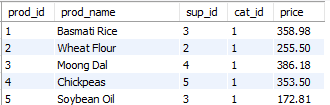 prod_id prod_name sup_id cat_id price
1 Basmati Rice 3 1 358.98
2 Wheat Flour 2 1 255.50
3 Moong Dal 4 1 386.18
4 Chickpeas 5 1 353.50
5 Soybean Oil 3 1 172.81